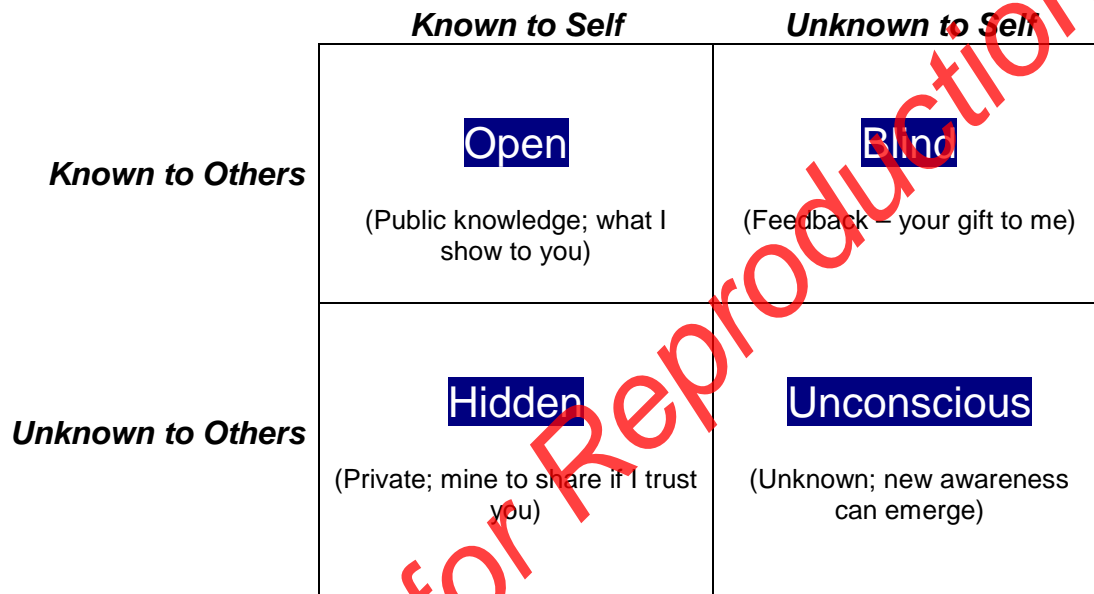 Known to Self Unknown to Self
Known to Others
Open
(Public knowledge; what I
show to you)
Blind
(Feedback – your gift to me)
Unknown to Others
Hidden
(Private; mine to share if I trust
you)
Unconscious
(Unknown; new awareness
can emerge)
for Reproduction